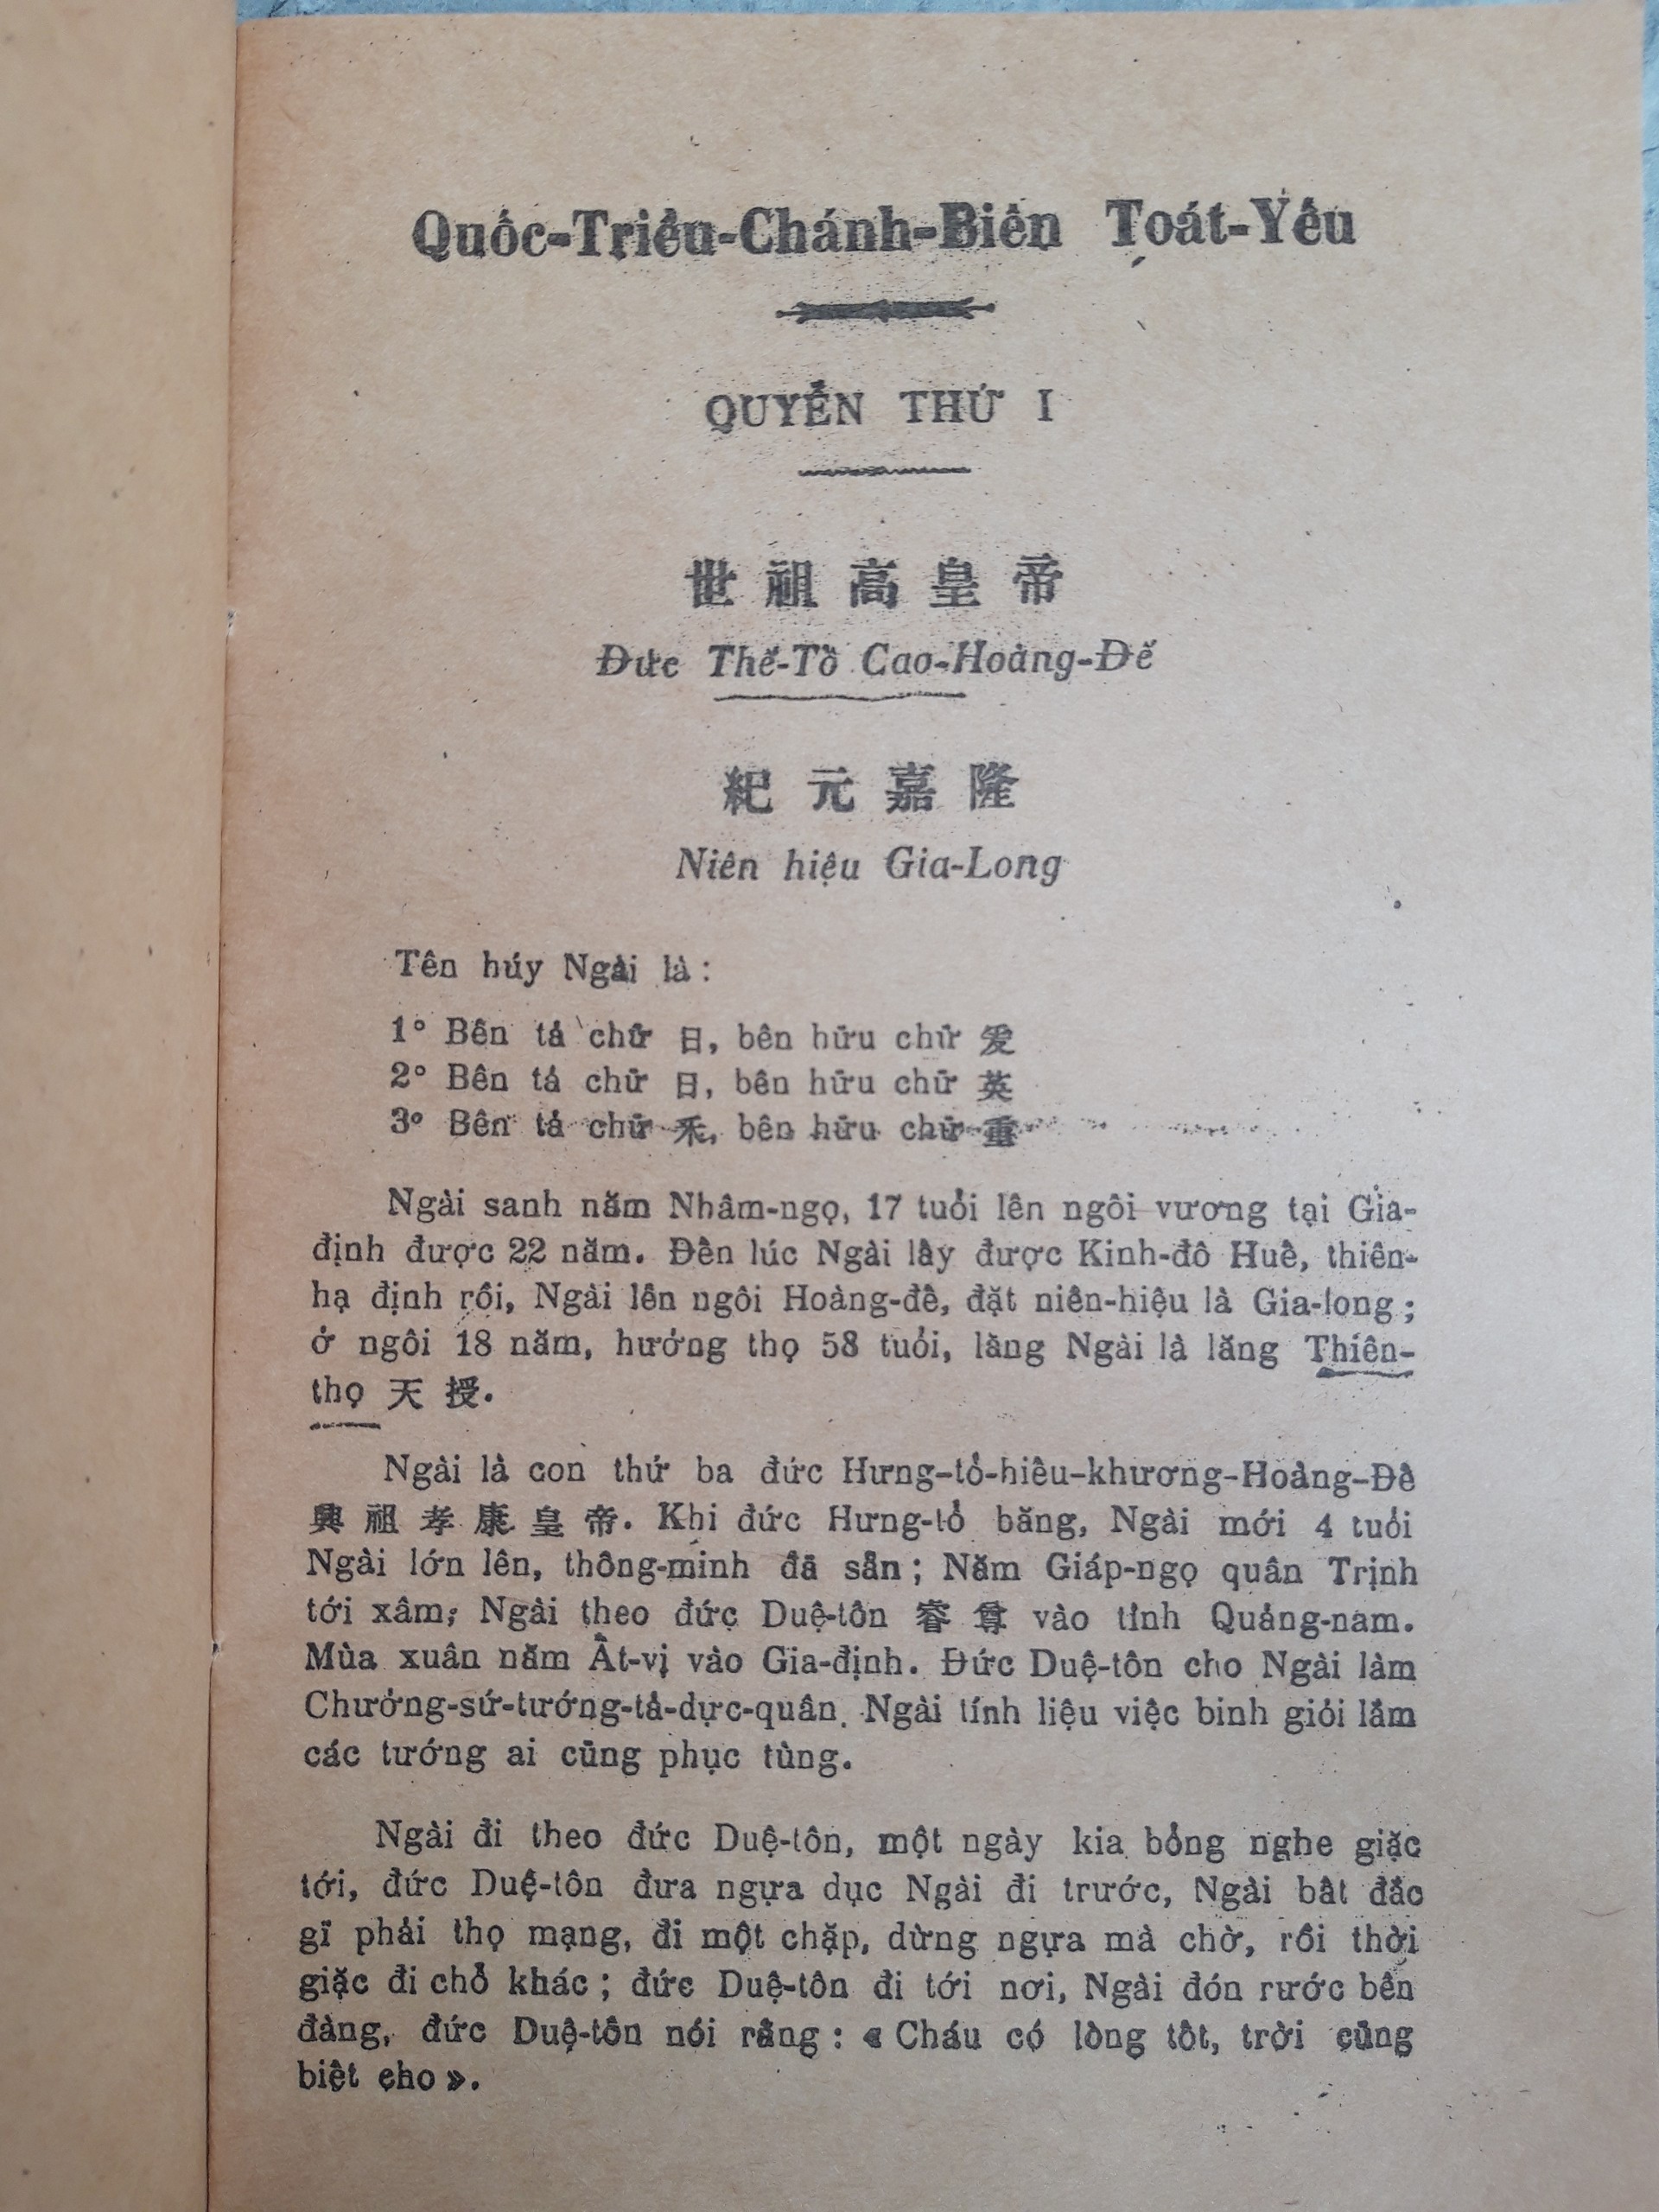 Quốc-Triều-Chánh-Biên Toát-Yếu
QUYỂN THỨ I
世祖高皇帝
Đức Thế-Tổ Cao-Hoàng-Đế
紀元嘉隆
Niên hiệu Gia-Long
Tên húy Ngài là :
1° Bên tả chữ 日, bên hữu chữ 爱
2° Bên tả chữ 日, bên hữu chữ 英
3° Bên tả chữ 禾, bên hữu chữ 重
Ngài sanh năm Nhâm-ngọ, 17 tuổi lên ngôi vương tại Gia-
định được 22 năm. Đến lúc Ngài lấy được Kinh-đô Huế, thiên-
hạ định rồi, Ngài lên ngôi Hoàng-đế, đặt niên-hiệu là Gia-long ;
ở ngôi 18 năm, hưởng thọ 58 tuổi, lăng Ngài là lăng Thiên-
thọ 天授.
Ngài là con thứ ba đức Hưng-tổ-hiếu-khương-Hoàng-Đế
興祖孝康皇帝. Khi đức Hưng-tổ băng, Ngài mới 4 tuổi
Ngài lớn lên, thông-minh đã sẵn ; Năm Giáp-ngọ quân Trịnh
tới xâm, Ngài theo đức Duệ-tôn 睿尊 vào tỉnh Quảng-nam.
Mùa xuân năm Ất-vị vào Gia-định. Đức Duệ-tôn cho Ngài làm
Chưởng-sứ-tướng-tả-dực-quân. Ngài tính liệu việc binh giỏi lắm
các tướng ai cũng phục tùng.
Ngài đi theo đức Duệ-tôn, một ngày kia bổng nghe giặc
tới, đức Duệ-tôn đưa ngựa dục Ngài đi trước, Ngài bất đắc
gĩ phải thọ mạng, đi một chặp, dừng ngựa mà chờ, rồi thời
giặc đi chổ khác ; đức Duệ-tôn đi tới nơi, Ngài đón rước bên
đàng, đức Duệ-tôn nói rằng : « Cháu có lòng tốt, trời cũng
biết cho ».